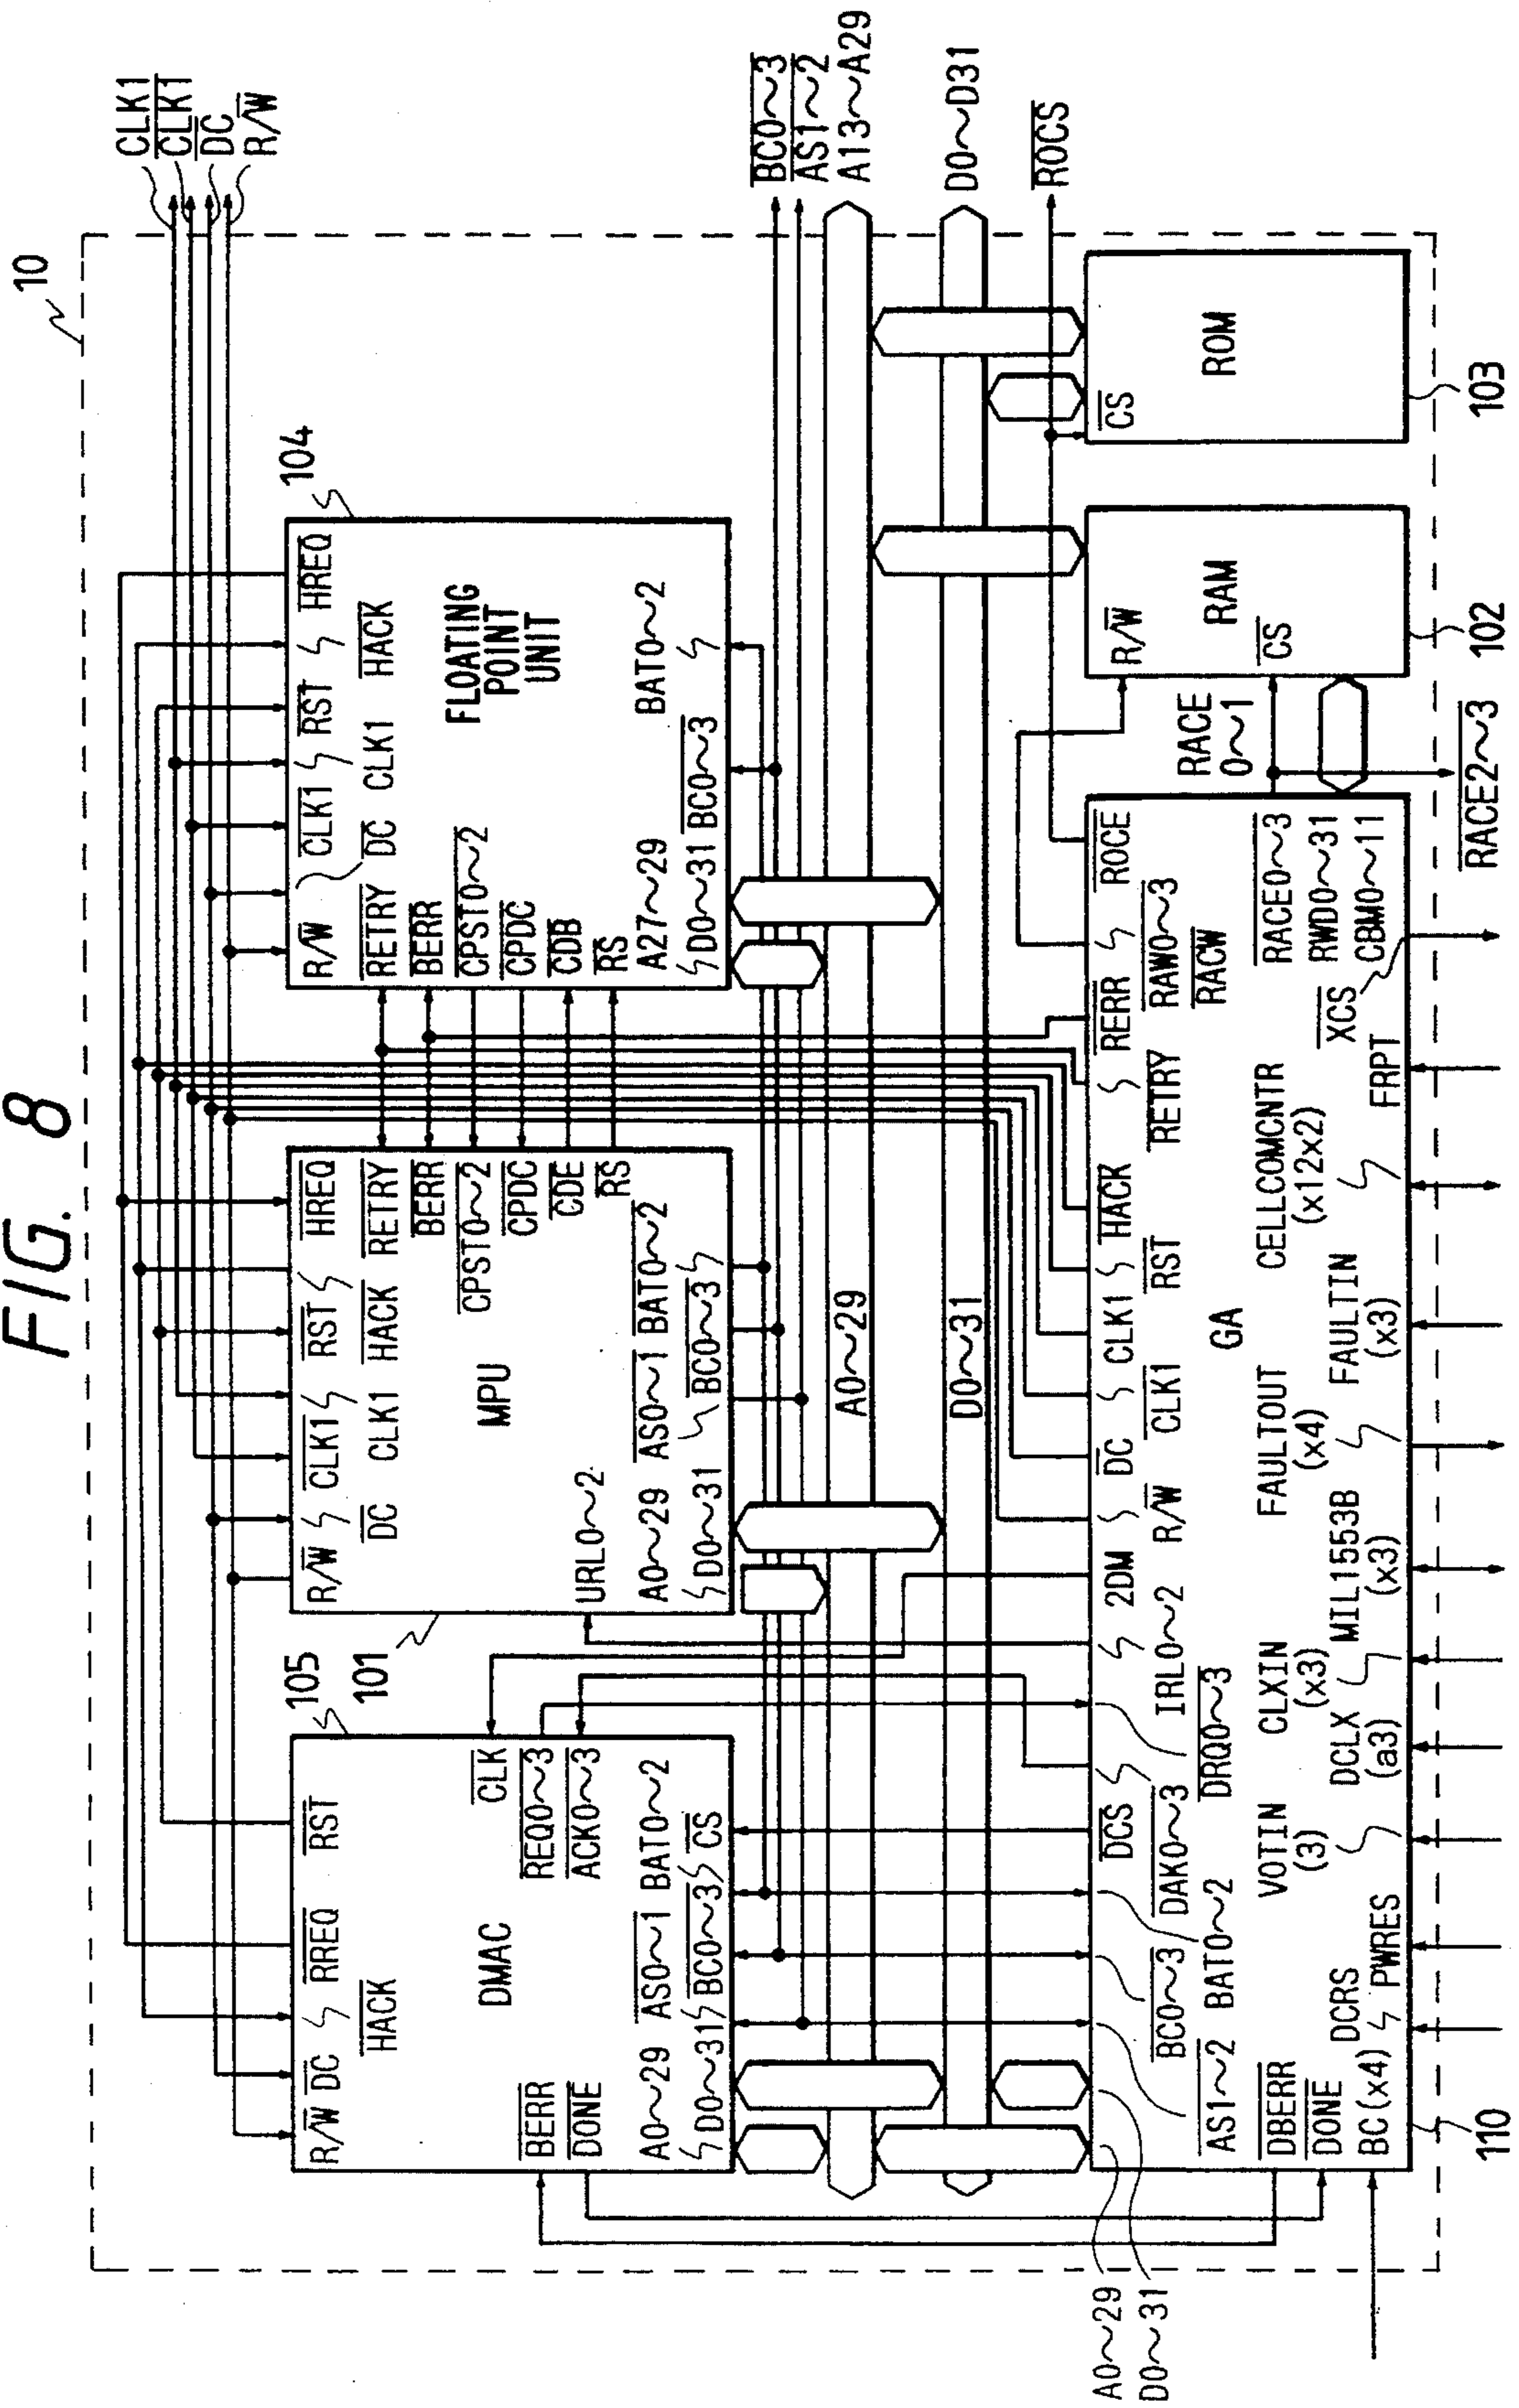 FIG. 8
10
CLK1
CLK1
DC
R/W
BC0~3
AS1~2
A13~A29
D0~D31
ROCS
105
RST
RREQ
HACK
DC
R/W
CLK
REQ0~3
ACK0~3
DMAC
BERR
DONE
BAT0~2
CS
AS0~1
BC0~3
A0~29
D0~31
101
HREQ
RST
HACK
CLK1
CLK1
DC
R/W
RETRY
BERR
CPST0~2
CPDC
CDE
RS
MPU
URL0~2
BAT0~2
AS0~1
BC0~3
A0~29
D0~31
104
HREQ
HACK
RST
CLK1
CLK1
DC
R/W
RETRY
BERR
CPST0~2
CPDC
CDB
RS
FLOATING
POINT
UNIT
BAT0~2
BC0~3
A27~29
D0~31
A0~29
D0~31
ROM
CS
103
RAM
R/W
CS
102
RACE
0~1
RACE2~3
A0~29
D0~31
AS1~2
BC0~3
BAT0~2
DCS
DAK0~3
DRQ0~3
IRL0~2
2DM
R/W
DC
CLK1
CLK1
RST
HACK
RETRY
RERR
RAW0~3
RACW
ROCE
RACE0~3
RWD0~31
CBM0~11
GA
DBERR
DONE
BC(x4)
DCRS
PWRES
VOTIN
(3)
DCLX
(a3)
CLXIN
(x3)
MIL1553B
(x3)
FAULTOUT
(x4)
FAULTIN
(x3)
CELLCOMCNTR
(x12x2)
FRPT
XCS
110